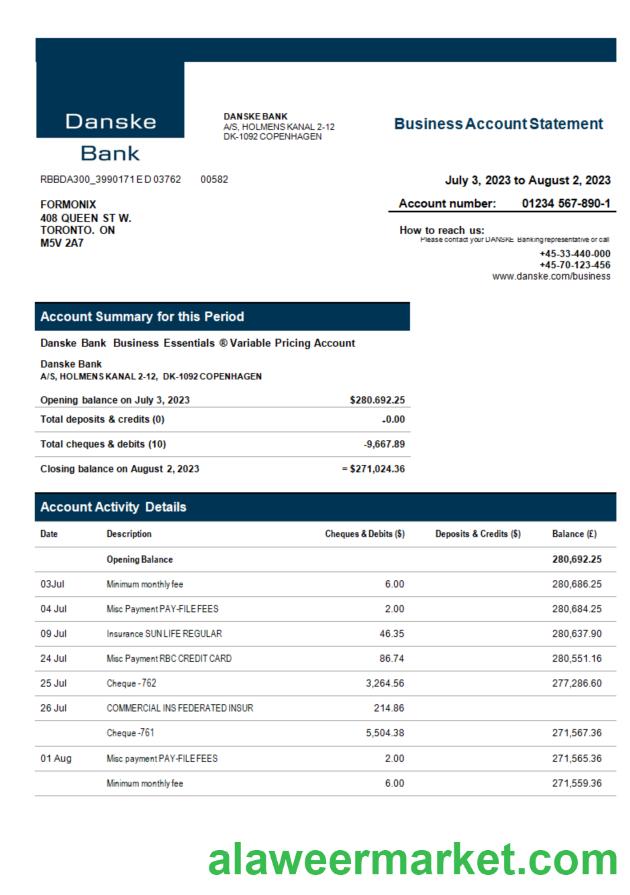 Danske
Bank
DANSKE BANK
A/S, HOLMENS KANAL 2-12
DK-1092 COPENHAGEN
Business Account Statement
RBBDA300_3990171 E D 03762 00582
July 3, 2023 to August 2, 2023
FORMONIX
408 QUEEN ST W.
TORONTO. ON
M5V 2A7
Account number: 01234 567-890-1
How to reach us:
Please contact your DANSKE Banking representative or call
+45-33-440-000
+45-70-123-456
www.danske.com/business
Account Summary for this Period
Danske Bank Business Essentials ® Variable Pricing Account
Danske Bank
A/S, HOLMENS KANAL 2-12, DK-1092 COPENHAGEN
Opening balance on July 3, 2023 $280.692.25
Total deposits & credits (0) -0.00
Total cheques & debits (10) -9,667.89
Closing balance on August 2, 2023 = $271,024.36
Account Activity Details
Date Description Cheques & Debits ($) Deposits & Credits ($) Balance (£)
Opening Balance 280,692.25
03Jul Minimum monthly fee 6.00 280,686.25
04 Jul Misc Payment PAY-FILE FEES 2.00 280,684.25
09 Jul Insurance SUN LIFE REGULAR 46.35 280,637.90
24 Jul Misc Payment RBC CREDIT CARD 86.74 280,551.16
25 Jul Cheque -762 3,264.56 277,286.60
26 Jul COMMERCIAL INS FEDERATED INSUR 214.86
Cheque -761 5,504.38 271,567.36
01 Aug Misc payment PAY-FILE FEES 2.00 271,565.36
Minimum monthly fee 6.00 271,559.36
alaweermarket.com